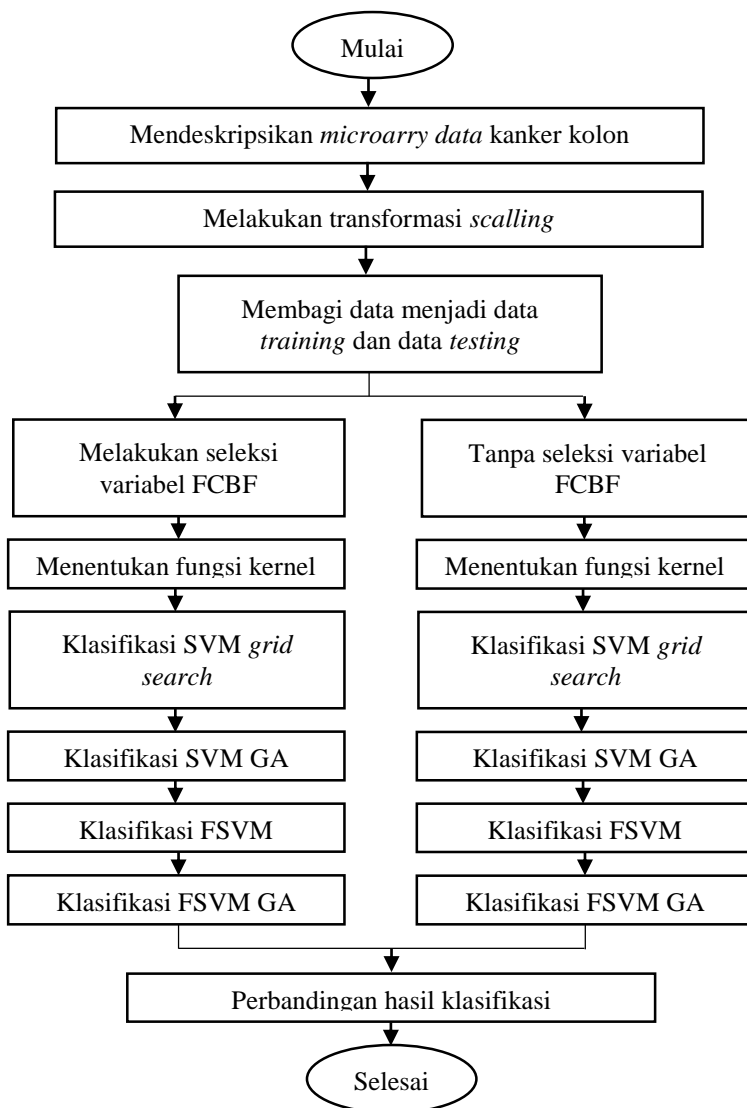 Mulai
Mendeskripsikan microarry data kanker kolon
Melakukan transformasi scalling
Membagi data menjadi data
training dan data testing
Melakukan seleksi
variabel FCBF
Menentukan fungsi kernel
Klasifikasi SVM grid
search
Klasifikasi SVM GA
Klasifikasi FSVM
Klasifikasi FSVM GA
Tanpa seleksi variabel
FCBF
Menentukan fungsi kernel
Klasifikasi SVM grid
search
Klasifikasi SVM GA
Klasifikasi FSVM
Klasifikasi FSVM GA
Perbandingan hasil klasifikasi
Selesai